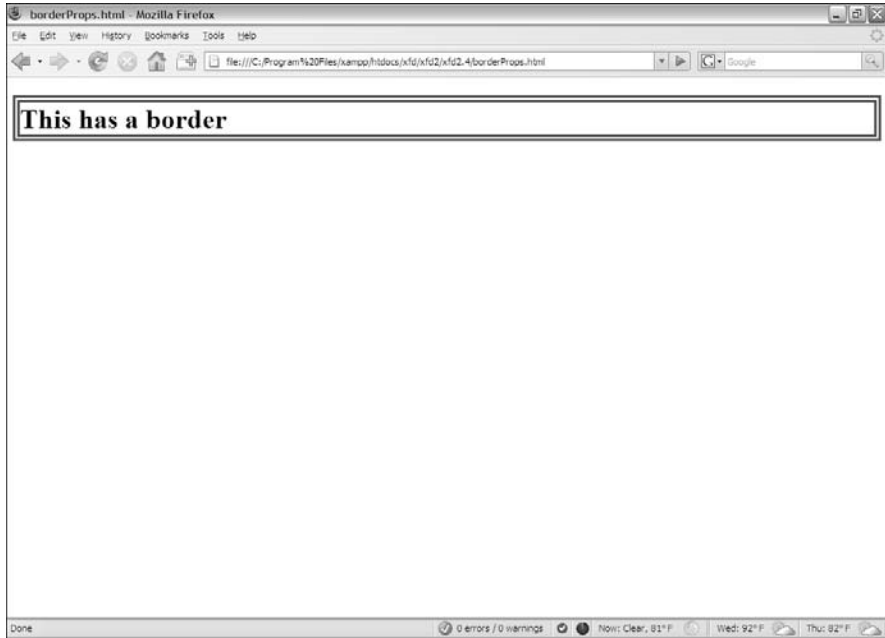 borderProps.html - Mozilla Firefox
File Edit View History Bookmarks Tools Help
file:///C:/Program%20Files/xampp/htdocs/xfd/xfd2/xfd2.4/borderProps.html
G Google
This has a border
Done
0 errors / 0 warnings
Now: Clear, 81° F
Wed: 92° F
Thu: 82° F